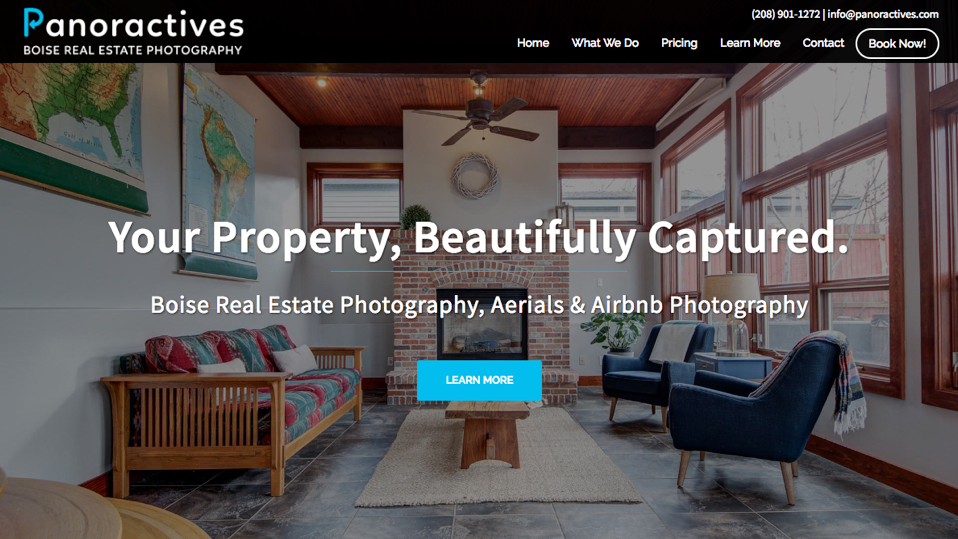 Panoractives
BOISE REAL ESTATE PHOTOGRAPHY
(208) 901-1272 | info@panoractives.com
Home What We Do Pricing Learn More Contact Book Now!
Your Property, Beautifully Captured.
Boise Real Estate Photography, Aerials & Airbnb Photography
LEARN MORE